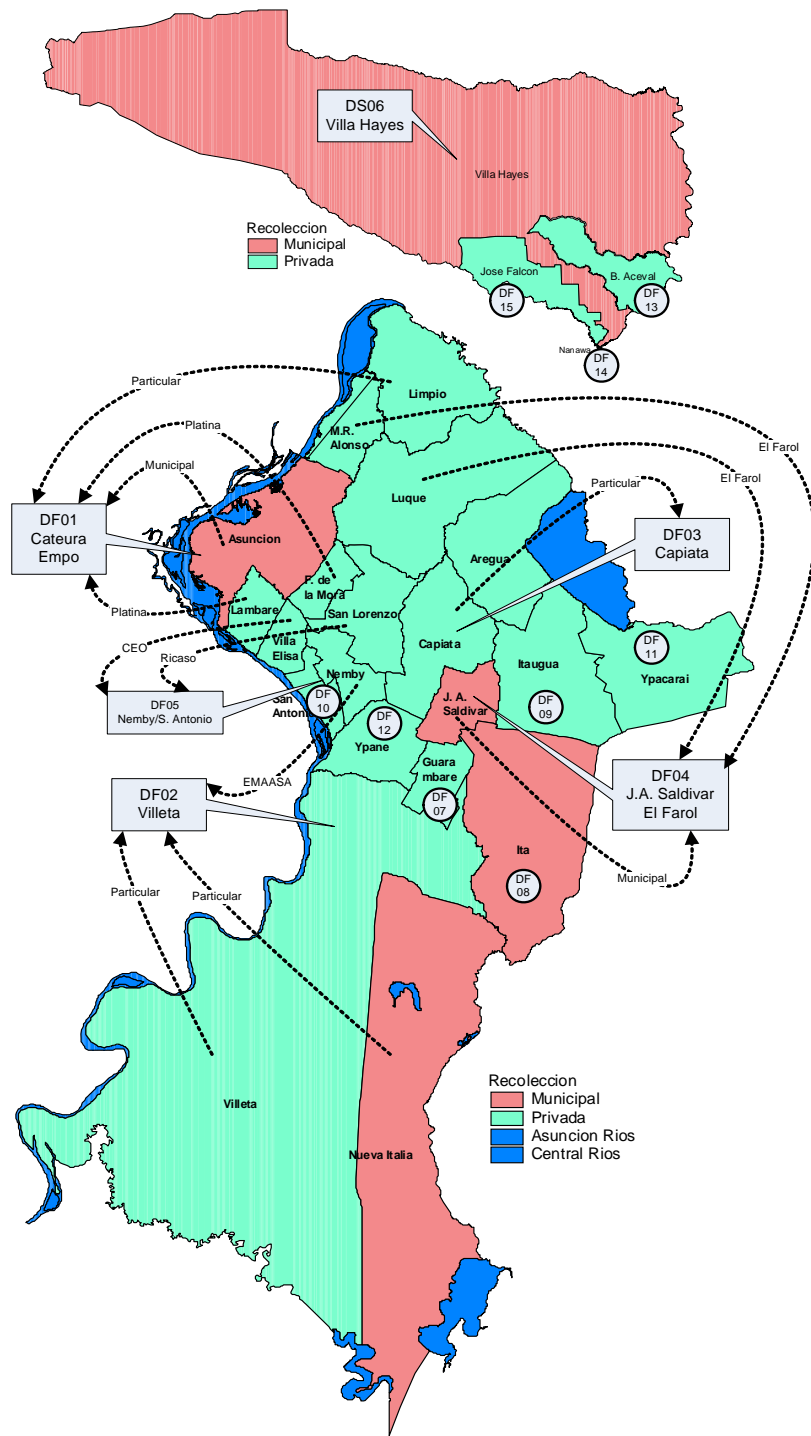 DS06
Villa Hayes
Villa Hayes
Recoleccion
Municipal
Privada
Jose Falcon
B. Aceval
DF
15
DF
13
Nanawa
DF
14
Particular
Limpio
Platina
M.R.
Alonso
El Farol
Municipal
Luque
El Farol
Particular
DF01
Cateura
Empo
Asuncion
DF03
Capiata
Aregua
F. de
la Mora
Platina
Lambare
San Lorenzo
CEO
Villa
Elisa
Capiata
Itaugua
DF
11
Ypacarai
Ricaso
Nemby
J. A.
Saldivar
DF05
Nemby/S. Antonio
San
Antonio
DF
10
DF
09
DF
12
Ypane
Guara
mbare
EMAASA
DF02
Villeta
DF04
J.A. Saldivar
El Farol
DF
07
Ita
DF
08
Municipal
Particular
Particular
Recoleccion
Municipal
Privada
Asuncion Rios
Central Rios
Villeta
Nueva Italia